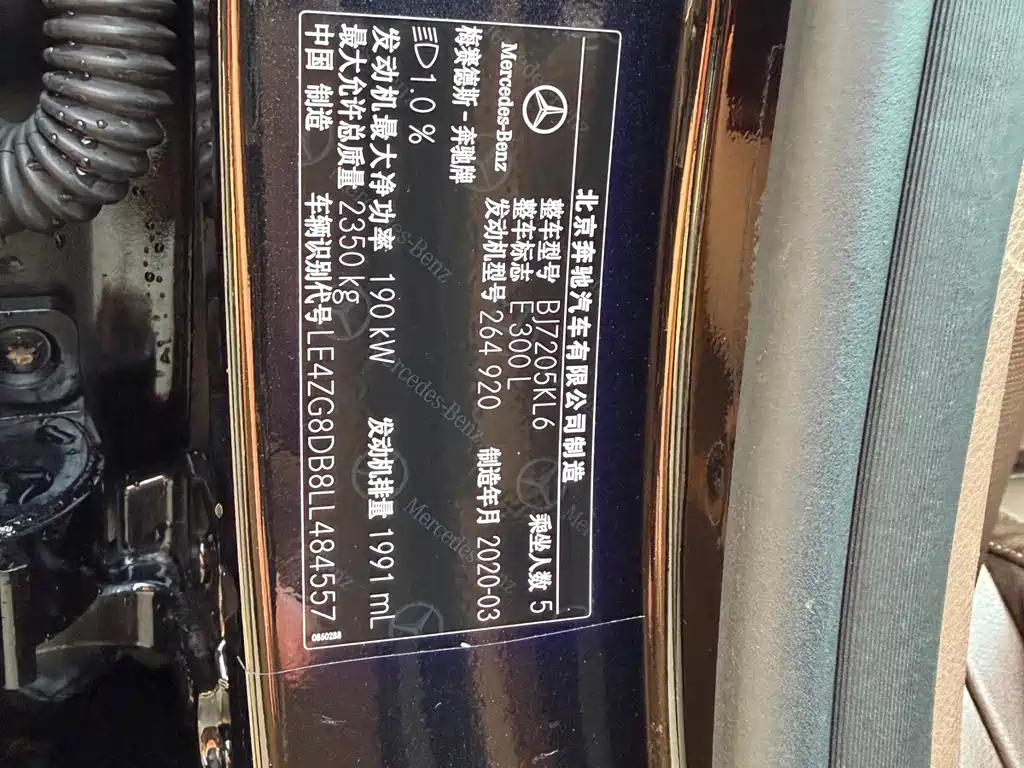 北京奔驰汽车有限公司制造
Mercedes-Benz
整车型号 BJ7205KL6 乘坐人数 5
整车标志 E 300 L
梅赛德斯-奔驰牌 发动机型号 264 920 制造年月 2020-03
1.0 %
发动机最大净功率 190 kW 发动机排量 1991 mL
最大允许总质量 2350 kg
中国 制造 车辆识别代号 LE4ZG8DB8LL484557
0860288